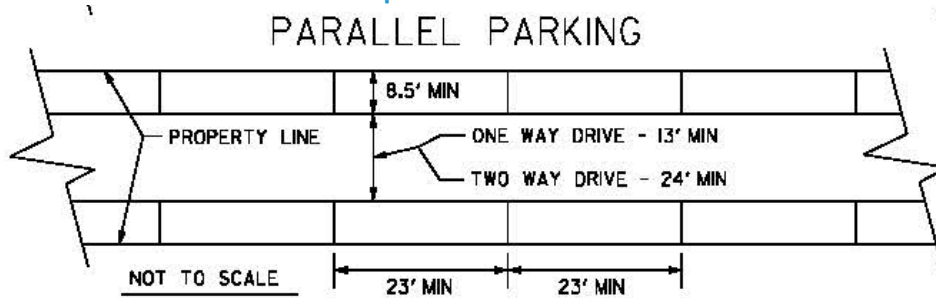 PARALLEL PARKING
8.5' MIN
PROPERTY LINE
ONE WAY DRIVE - 13' MIN
TWO WAY DRIVE - 24' MIN
NOT TO SCALE
23' MIN
23' MIN